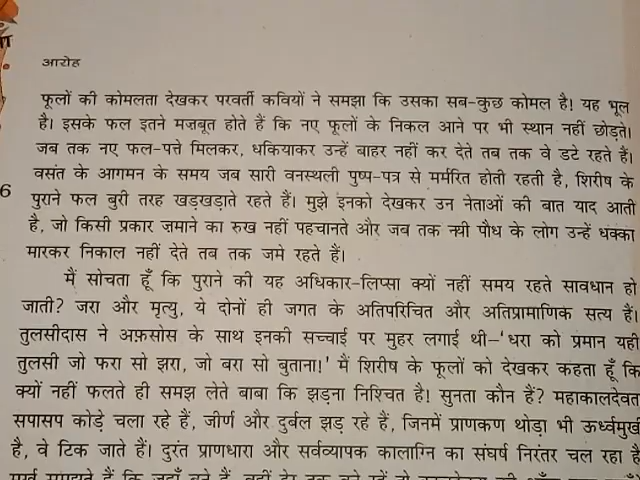 आरोह
फूलों की कोमलता देखकर परवर्ती कवियों ने समझा कि उसका सब-कुछ कोमल है! यह भूल
है। इसके फल इतने मज़बूत होते हैं कि नए फूलों के निकल आने पर भी स्थान नहीं छोड़ते।
जब तक नए फल-पत्ते मिलकर, धकियाकर उन्हें बाहर नहीं कर देते तब तक वे डटे रहते हैं।
वसंत के आगमन के समय जब सारी वनस्थली पुष्प-पत्र से मर्मरित होती रहती है, शिरीष के
6
पुराने फल बुरी तरह खड़खड़ाते रहते हैं। मुझे इनको देखकर उन नेताओं की बात याद आती
है, जो किसी प्रकार ज़माने का रुख नहीं पहचानते और जब तक नयी पौध के लोग उन्हें धक्का
मारकर निकाल नहीं देते तब तक जमे रहते हैं।
मैं सोचता हूँ कि पुराने की यह अधिकार-लिप्सा क्यों नहीं समय रहते सावधान हो
जाती? जरा और मृत्यु, ये दोनों ही जगत के अतिपरिचित और अतिप्रामाणिक सत्य हैं।
तुलसीदास ने अफ़सोस के साथ इनकी सच्चाई पर मुहर लगाई थी–'धरा को प्रमान यही
तुलसी जो फरा सो झरा, जो बरा सो बुताना!' मैं शिरीष के फूलों को देखकर कहता हूँ कि
क्यों नहीं फलते ही समझ लेते बाबा कि झड़ना निश्चित है! सुनता कौन है? महाकालदेवता
सपासप कोड़े चला रहे हैं, जीर्ण और दुर्बल झड़ रहे हैं, जिनमें प्राणकण थोड़ा भी ऊर्ध्वमुखी
है, वे टिक जाते हैं। दुरंत प्राणधारा और सर्वव्यापक कालाग्नि का संघर्ष निरंतर चल रहा है